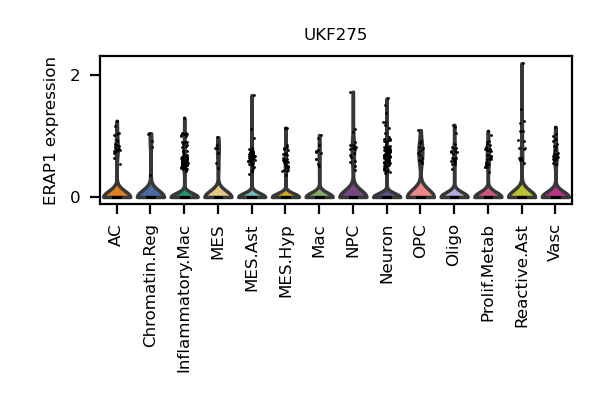 UKF275
ERAP1 expression
2
0
AC
Chromatin.Reg
Inflammatory.Mac
MES
MES.Ast
MES.Hyp
Mac
NPC
Neuron
OPC
Oligo
Prolif.Metab
Reactive.Ast
Vasc